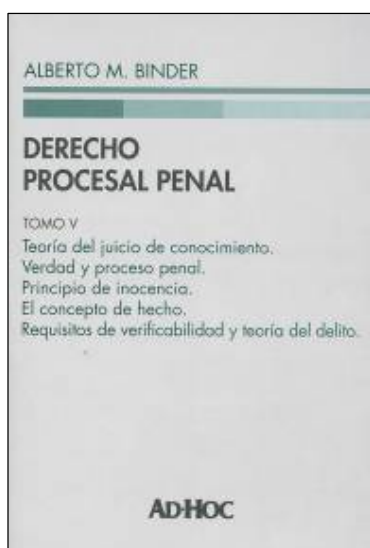 ALBERTO M. BINDER
DERECHO
PROCESAL PENAL
TOMO V
Teoría del juicio de conocimiento.
Verdad y proceso penal.
Principio de inocencia.
El concepto de hecho.
Requisitos de verificabilidad y teoría del delito.
AD·HOC